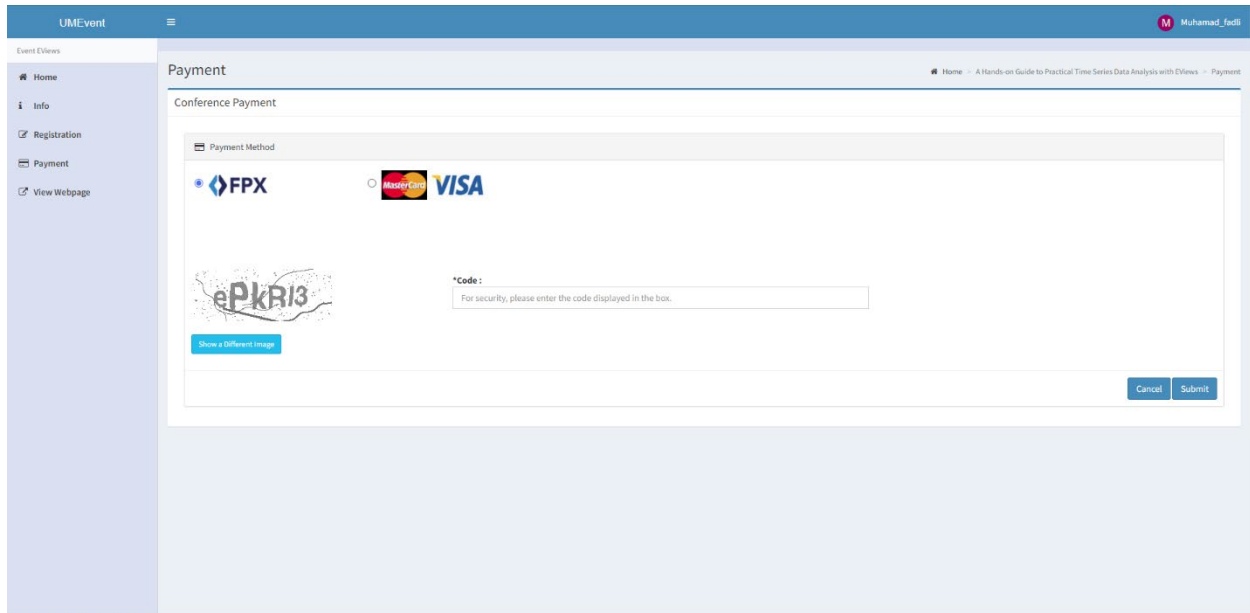 UMEvent
Muhamad_fadli
Event EViews
Home
Info
Registration
Payment
View Webpage
Payment
Home > A Hands-on Guide to Practical Time Series Data Analysis with EViews > Payment
Conference Payment
Payment Method
FPX
MasterCard VISA
*Code :
For security, please enter the code displayed in the box.
Show a Different Image
Cancel Submit